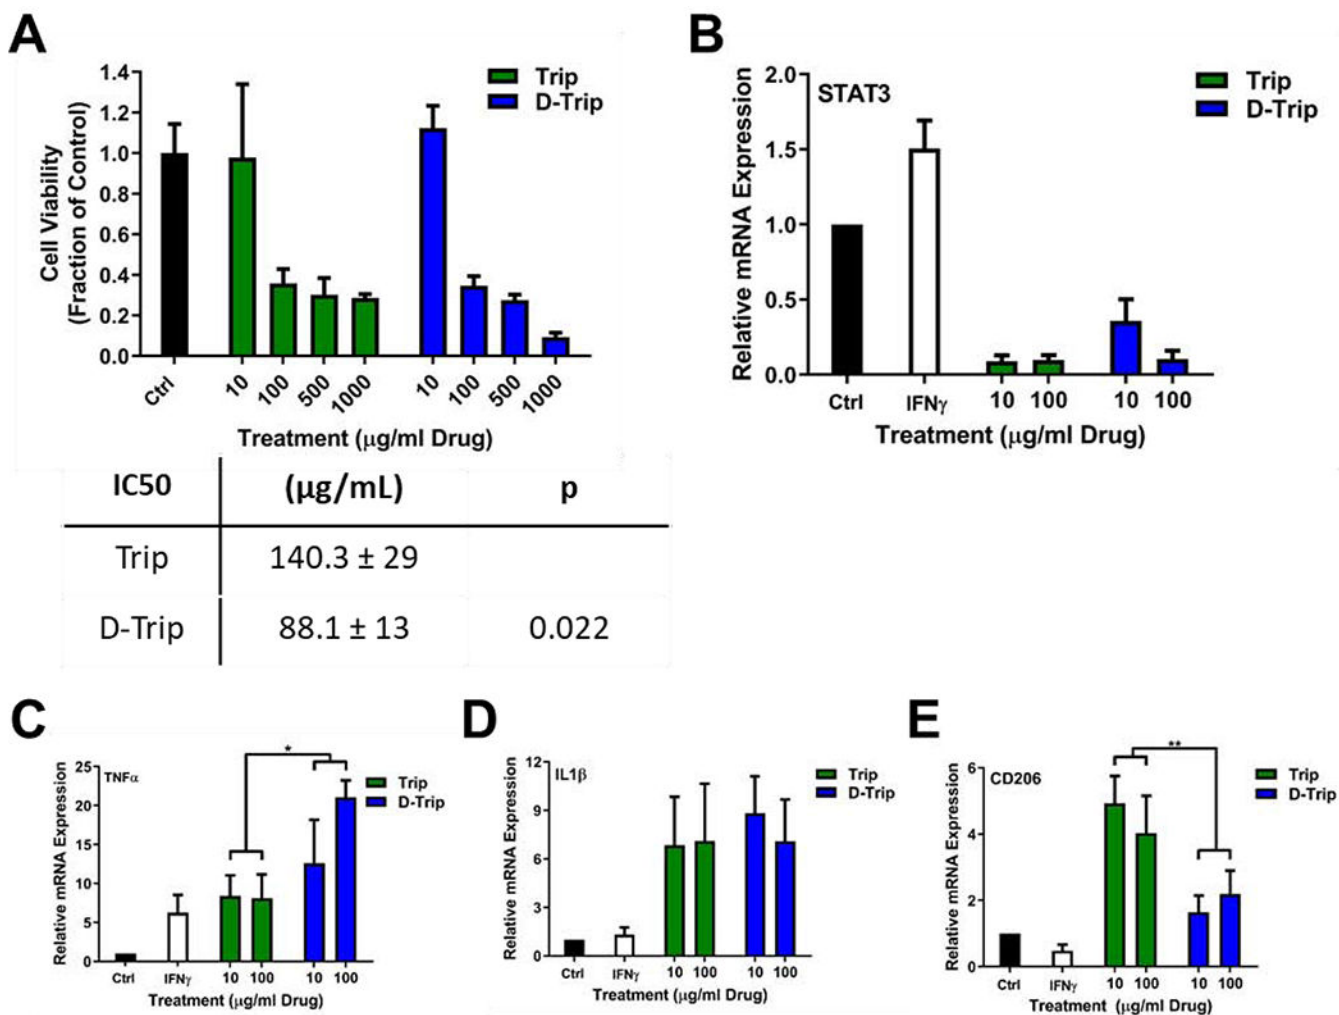 A
Cell Viability
(Fraction of Control)
1.4
1.2
1.0
0.8
0.6
0.4
0.2
0.0
Trip
D-Trip
Ctrl
10
100
500
1000
10
100
500
1000
Treatment (μg/ml Drug)
B
Relative mRNA Expression
2.0
1.5
1.0
0.5
0.0
STAT3
Trip
D-Trip
Ctrl IFNγ 10 100 10 100
Treatment (μg/ml Drug)
IC50 (μg/mL) p
Trip 140.3 ± 29
D-Trip 88.1 ± 13 0.022
C
Relative mRNA Expression
25
20
15
10
5
0
TNFα
*
Trip
D-Trip
Ctrl IFNγ 10 100 10 100
Treatment (μg/ml Drug)
D
Relative mRNA Expression
12
9
6
3
0
IL1β
Trip
D-Trip
Ctrl IFNγ 10 100 10 100
Treatment (μg/ml Drug)
E
Relative mRNA Expression
6
4
2
0
CD206
**
Trip
D-Trip
Ctrl IFNγ 10 100 10 100
Treatment (μg/ml Drug)